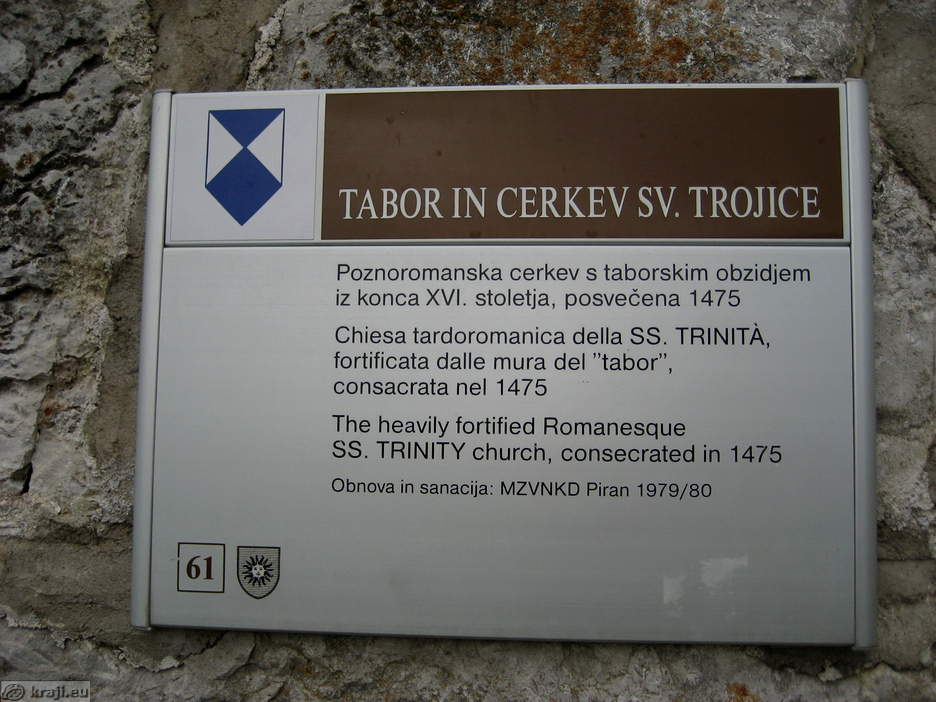 TABOR IN CERKEV SV. TROJICE
Poznoromanska cerkev s taborskim obzidjem
iz konca XVI. stoletja, posvečena 1475
Chiesa tardoromanica della SS. TRINITÀ,
fortificata dalle mura del ”tabor”,
consacrata nel 1475
The heavily fortified Romanesque
SS. TRINITY church, consecrated in 1475
Obnova in sanacija: MZVNKD Piran 1979/80
61
kraji.eu